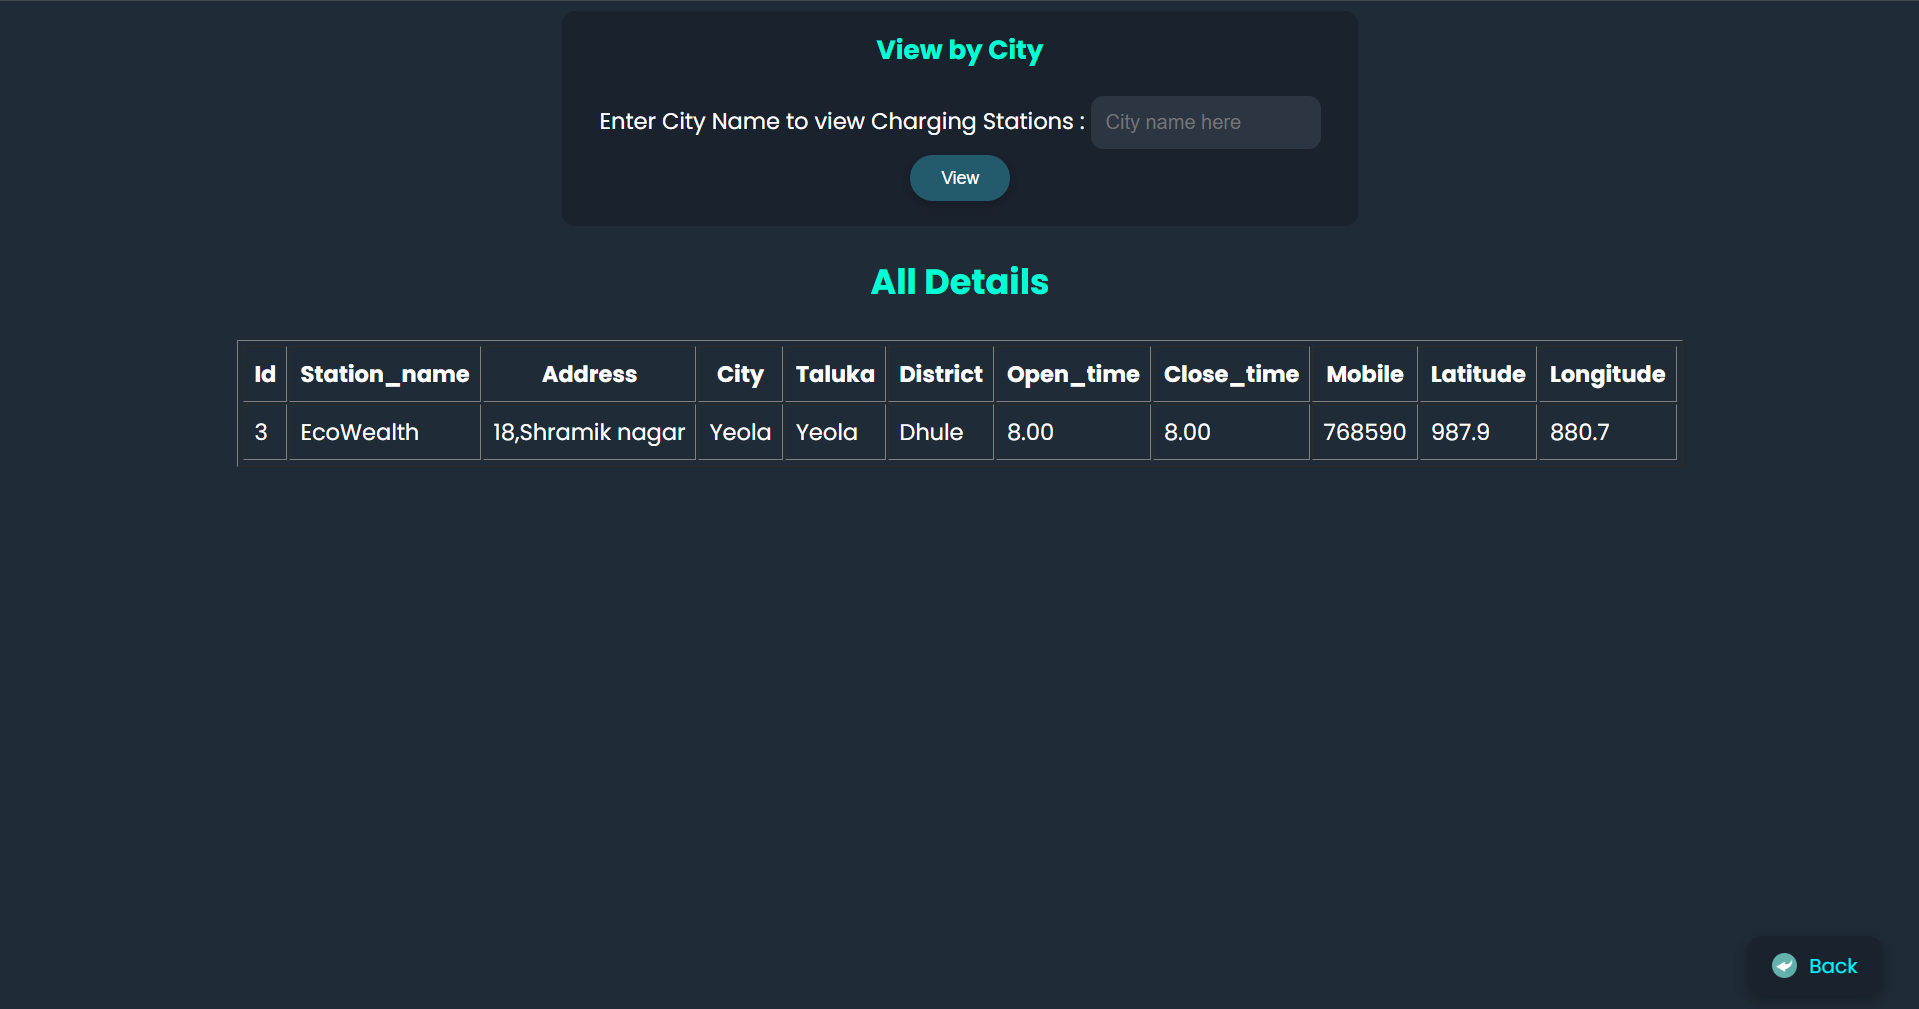 View by City
Enter City Name to view Charging Stations : City name here
View
All Details
Id Station_name Address City Taluka District Open_time Close_time Mobile Latitude Longitude
3 EcoWealth 18,Shramik nagar Yeola Yeola Dhule 8.00 8.00 768590 987.9 880.7
Back